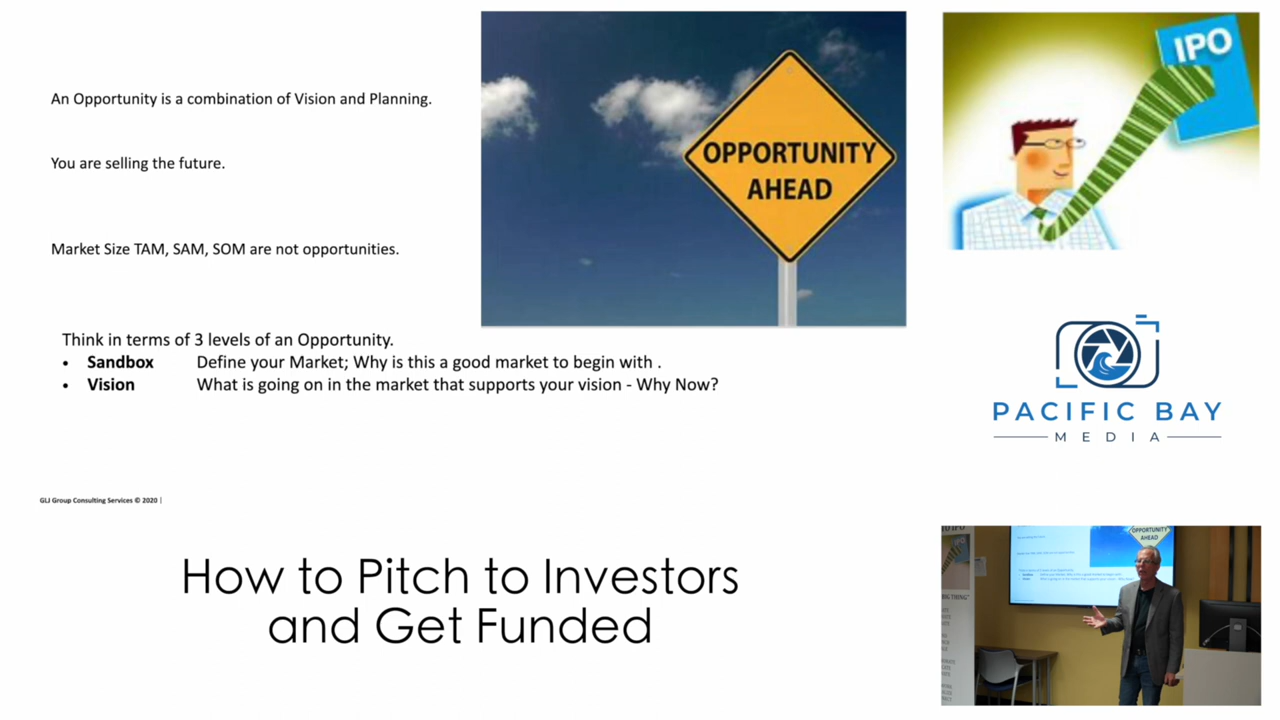 An Opportunity is a combination of Vision and Planning.
You are selling the future.
Market Size TAM, SAM, SOM are not opportunities.
Think in terms of 3 levels of an Opportunity.
• Sandbox Define your Market; Why is this a good market to begin with .
• Vision What is going on in the market that supports your vision - Why Now?
GLJ Group Consulting Services © 2020 |
OPPORTUNITY
AHEAD
IPO
PACIFIC BAY
MEDIA
How to Pitch to Investors
and Get Funded
OPPORTUNITY
AHEAD